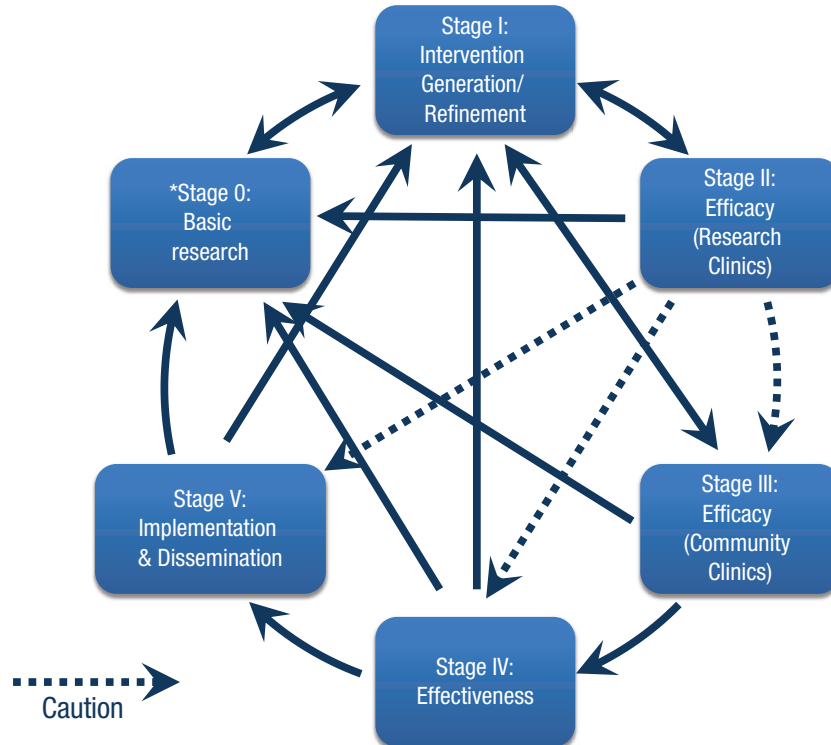 Stage I:
Intervention
Generation/
Refinement
*Stage 0:
Basic
research
Stage II:
Efficacy
(Research
Clinics)
Stage V:
Implementation
& Dissemination
Stage III:
Efficacy
(Community
Clinics)
Stage IV:
Effectiveness
Caution